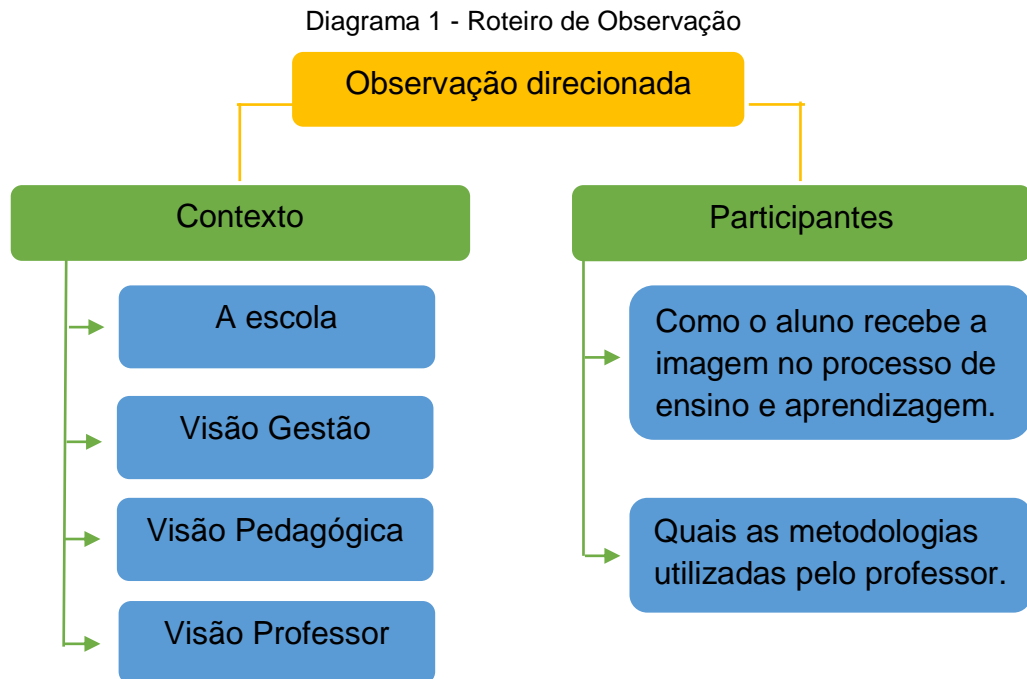 Diagrama 1 - Roteiro de Observação
Observação direcionada
Contexto
A escola
Visão Gestão
Visão Pedagógica
Visão Professor
Participantes
Como o aluno recebe a
imagem no processo de
ensino e aprendizagem.
Quais as metodologias
utilizadas pelo professor.